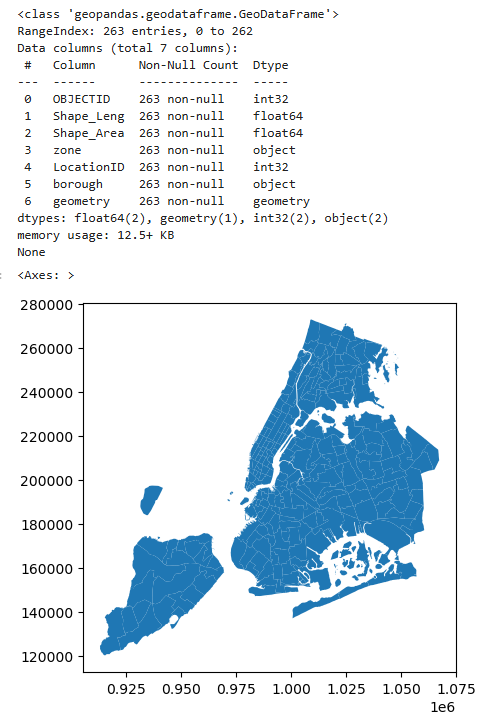 <class 'geopandas.geodataframe.GeoDataFrame'>
RangeIndex: 263 entries, 0 to 262
Data columns (total 7 columns):
 #   Column      Non-Null Count  Dtype
---  ------      --------------  -----
 0   OBJECTID    263 non-null    int32
 1   Shape_Leng  263 non-null    float64
 2   Shape_Area  263 non-null    float64
 3   zone        263 non-null    object
 4   LocationID  263 non-null    int32
 5   borough     263 non-null    object
 6   geometry    263 non-null    geometry
dtypes: float64(2), geometry(1), int32(2), object(2)
memory usage: 12.5+ KB
None
<Axes: >
280000
260000
240000
220000
200000
180000
160000
140000
120000
0.925 0.950 0.975 1.000 1.025 1.050 1.075
1e6